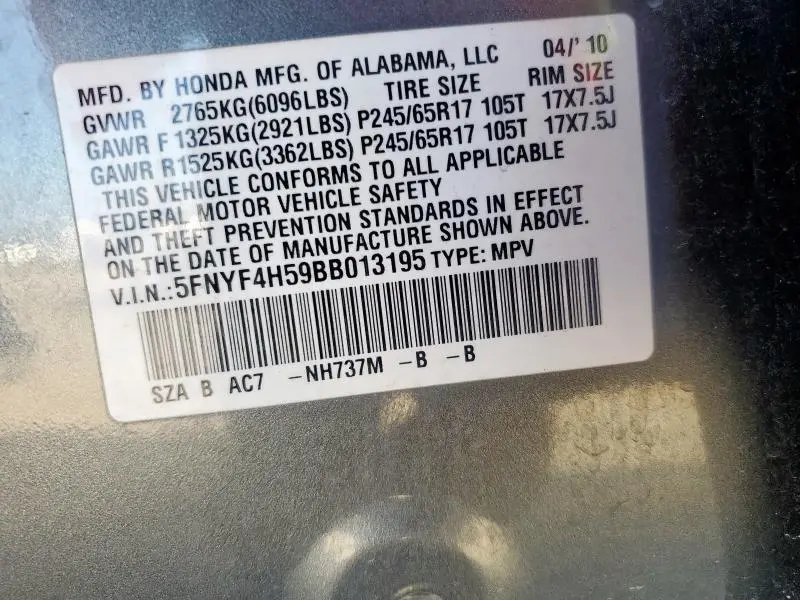 MFD. BY HONDA MFG. OF ALABAMA, LLC 04/' 10
GVWR 2765KG(6096LBS) TIRE SIZE RIM SIZE
GAWR F 1325KG(2921LBS) P245/65R17 105T 17X7.5J
GAWR R1525KG(3362LBS) P245/65R17 105T 17X7.5J
THIS VEHICLE CONFORMS TO ALL APPLICABLE
FEDERAL MOTOR VEHICLE SAFETY
AND THEFT PREVENTION STANDARDS IN EFFECT
ON THE DATE OF MANUFACTURE SHOWN ABOVE.
V.I.N.:5FNYF4H59BB013195 TYPE: MPV
SZA B AC7 -NH737M -B -B